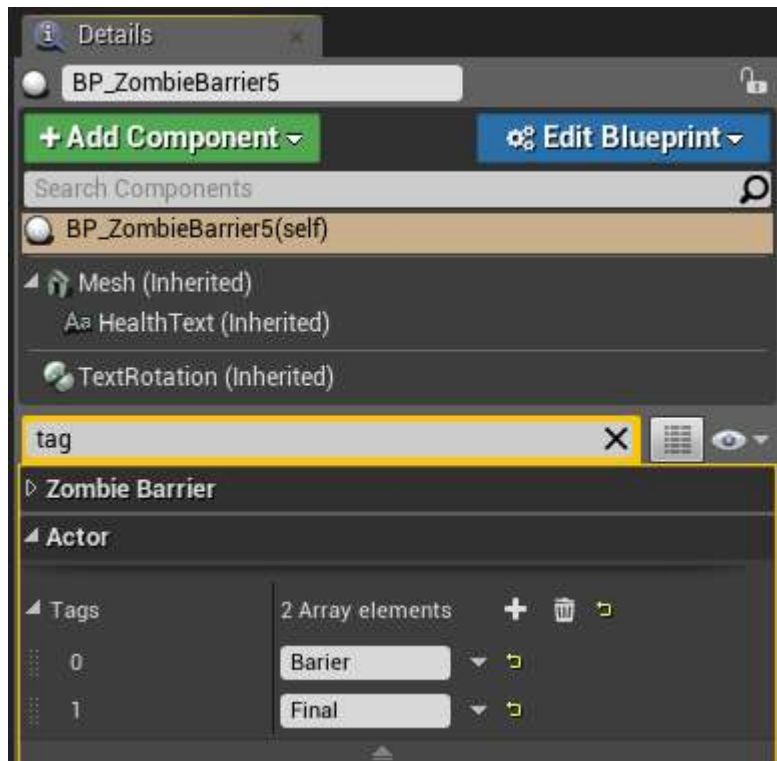 Details
BP_ZombieBarrier5
+ Add Component
Edit Blueprint
Search Components
BP_ZombieBarrier5(self)
Mesh (Inherited)
Aa HealthText (Inherited)
TextRotation (Inherited)
tag
Zombie Barrier
Actor
Tags 2 Array elements
0 Barier
1 Final